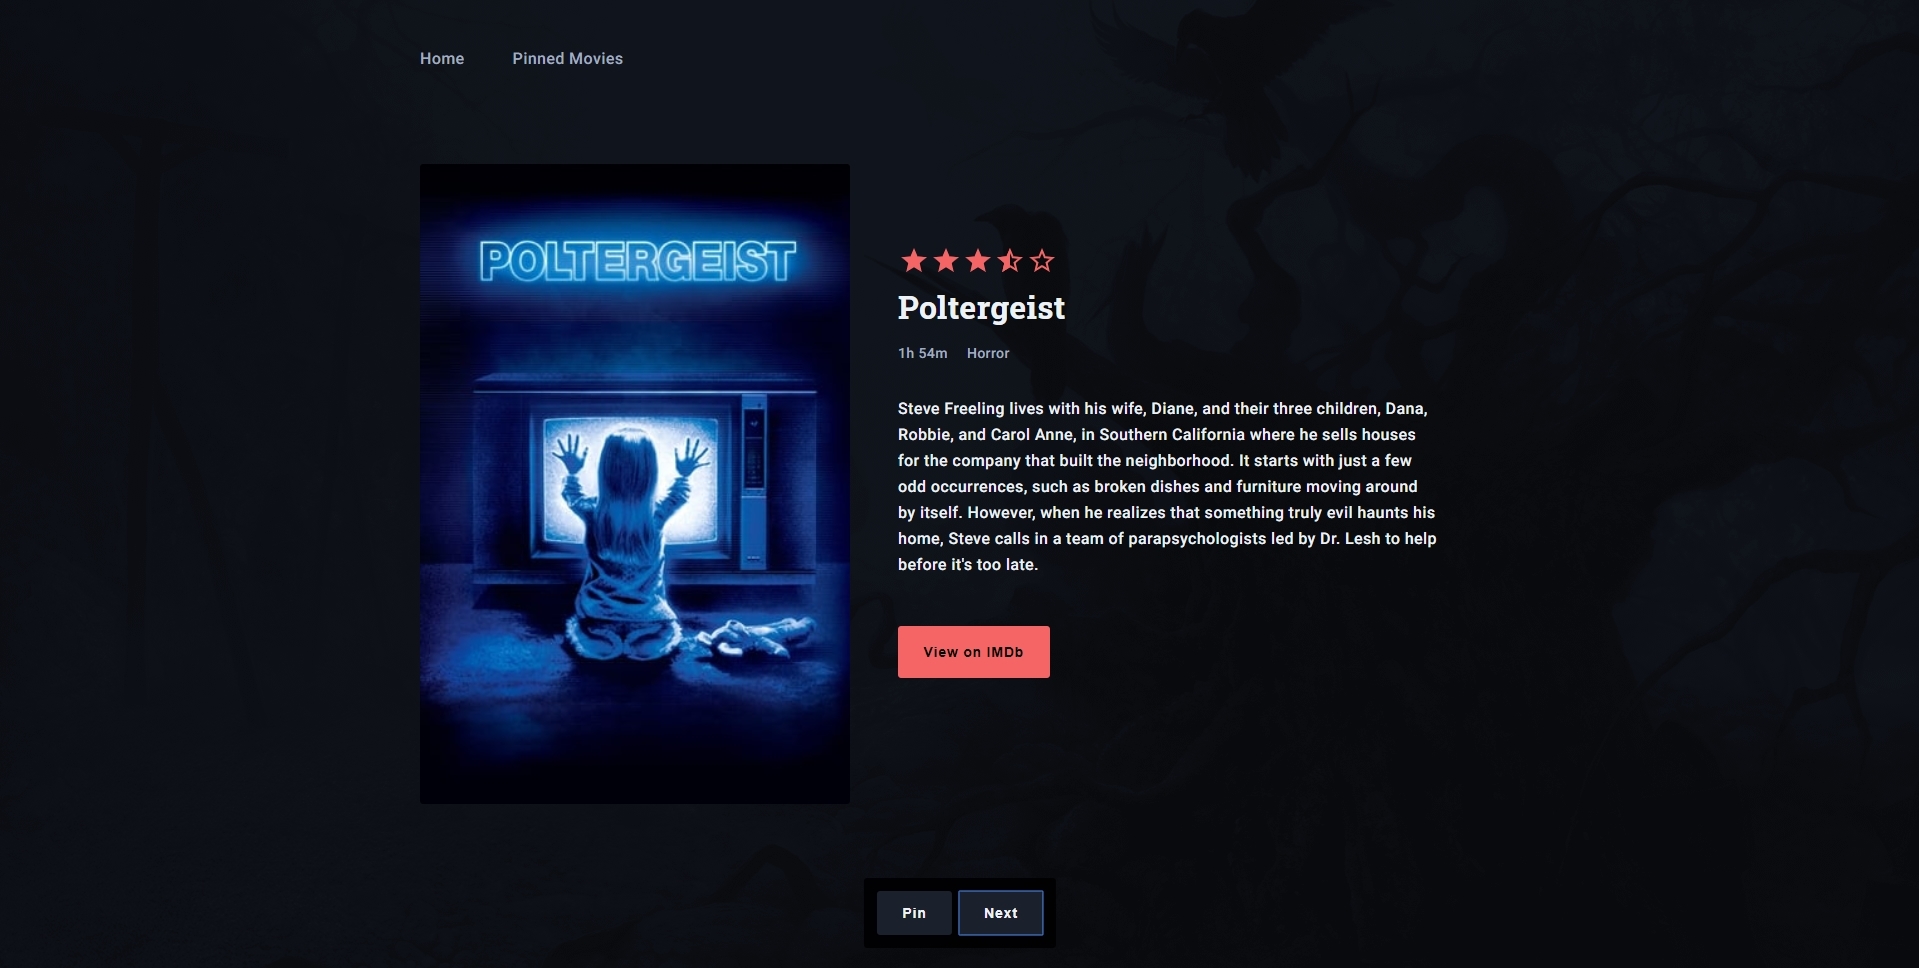 Home
Pinned Movies
POLTERGEIST
Poltergeist
1h 54m Horror
Steve Freeling lives with his wife, Diane, and their three children, Dana,
Robbie, and Carol Anne, in Southern California where he sells houses
for the company that built the neighborhood. It starts with just a few
odd occurrences, such as broken dishes and furniture moving around
by itself. However, when he realizes that something truly evil haunts his
home, Steve calls in a team of parapsychologists led by Dr. Lesh to help
before it's too late.
View on IMDb
Pin
Next